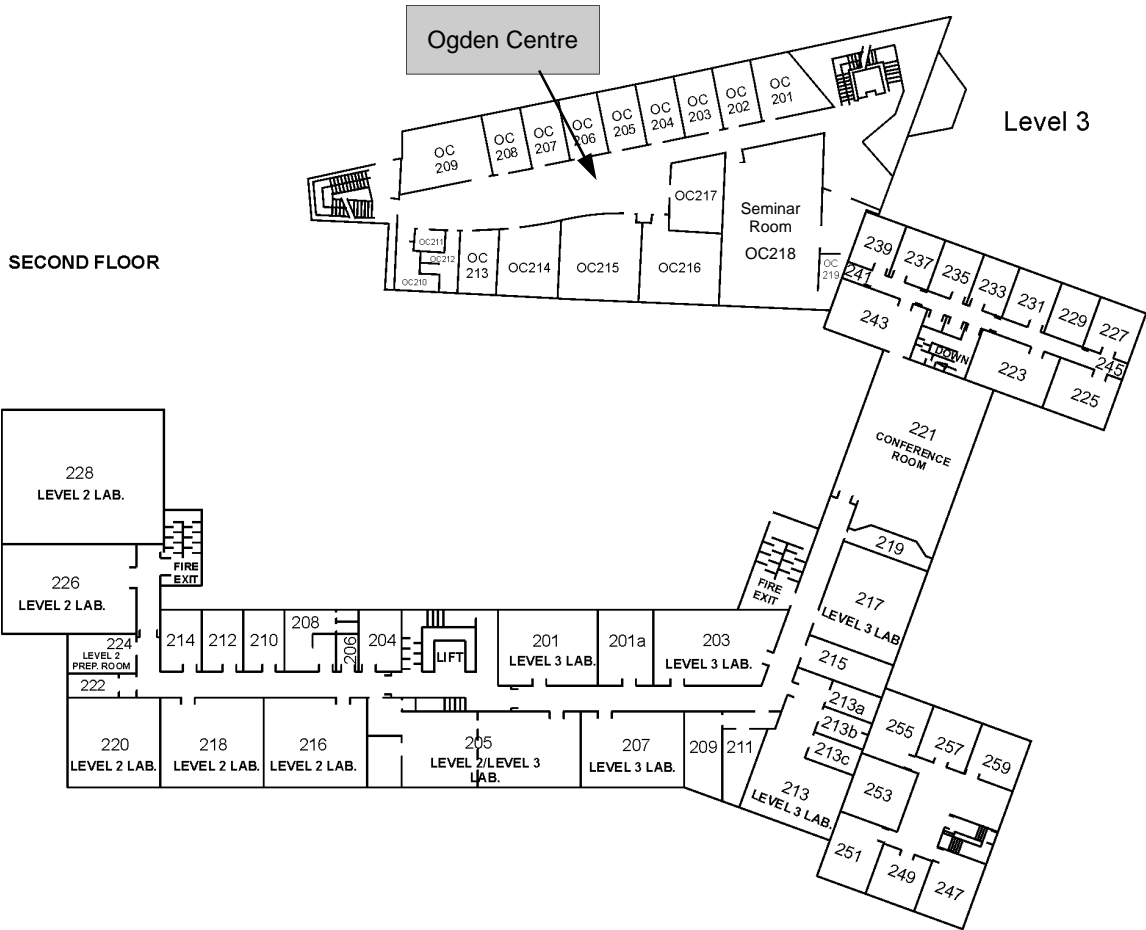 Ogden Centre
Level 3
SECOND FLOOR
OC
201
OC
202
OC
203
OC
204
OC
205
OC
206
OC
207
OC
208
OC
209
OC217
Seminar
Room
OC218
OC
219
OC211
OC212
OC210
OC
213
OC214
OC215
OC216
239
237
235
233
231
229
227
241
243
DOWN
223
245
225
221
CONFERENCE
ROOM
219
217
LEVEL 3 LAB.
FIRE
EXIT
215
213a
213b
213c
213
LEVEL 3 LAB.
255
257
259
253
251
249
247
228
LEVEL 2 LAB.
226
LEVEL 2 LAB.
FIRE
EXIT
224
LEVEL 2
PREP. ROOM
222
214
212
210
208
206
204
LIFT
201
LEVEL 3 LAB.
201a
203
LEVEL 3 LAB.
220
LEVEL 2 LAB.
218
LEVEL 2 LAB.
216
LEVEL 2 LAB.
205
LEVEL 2/LEVEL 3
LAB.
207
LEVEL 3 LAB.
209
211